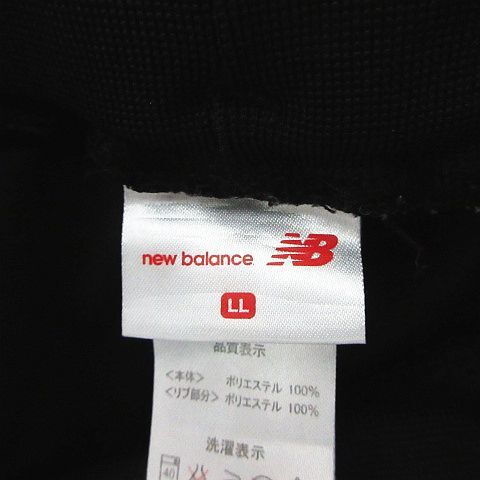 new balance NB
LL
品質表示
<本体> ポリエステル 100%
<リブ部分> ポリエステル 100%
洗濯表示
40